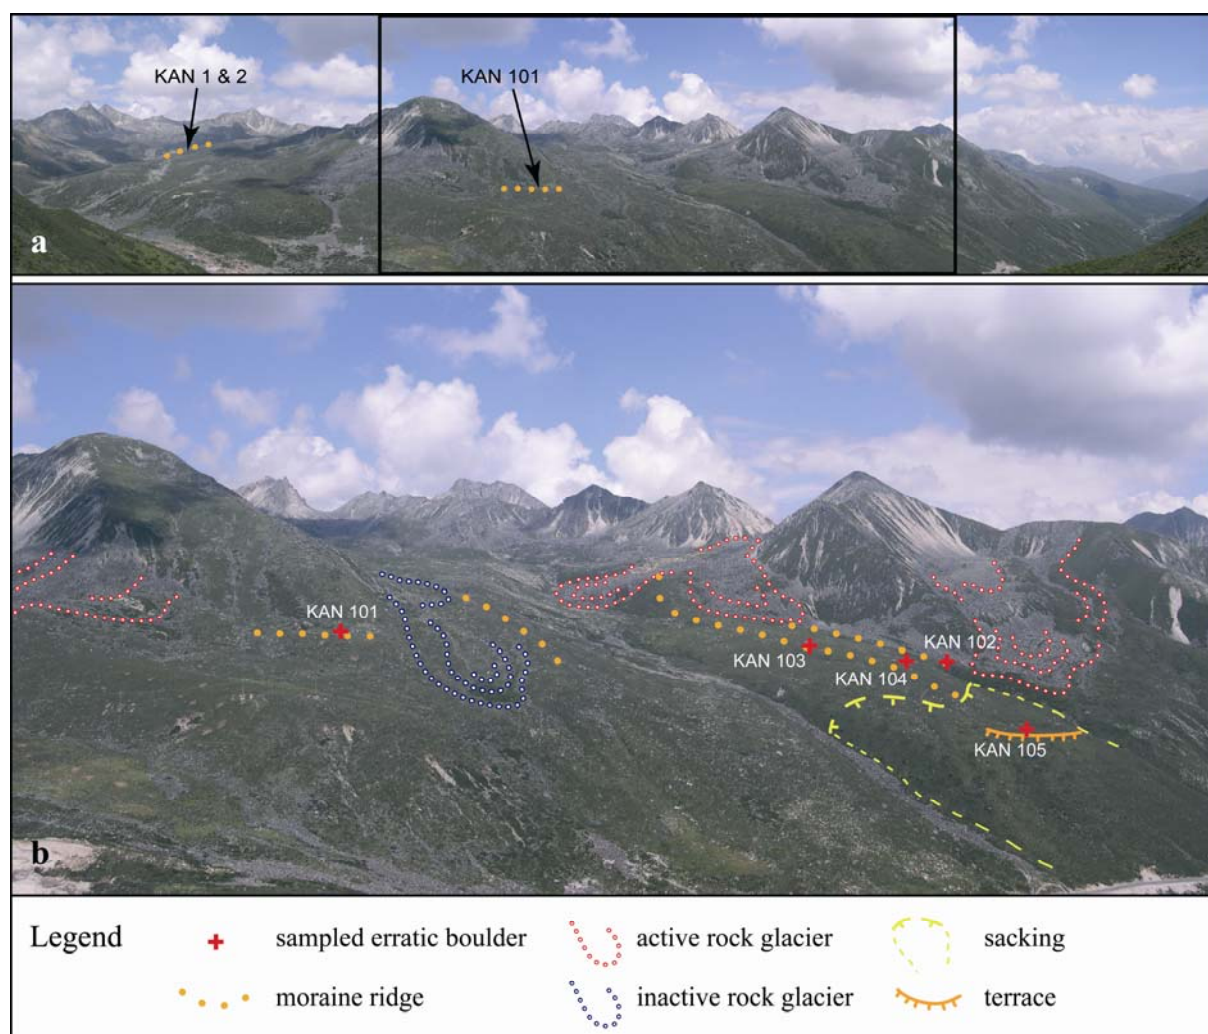 KAN 1 & 2
KAN 101
a
KAN 101
KAN 103
KAN 104
KAN 102
KAN 105
b
Legend
sampled erratic boulder
active rock glacier
sacking
moraine ridge
inactive rock glacier
terrace